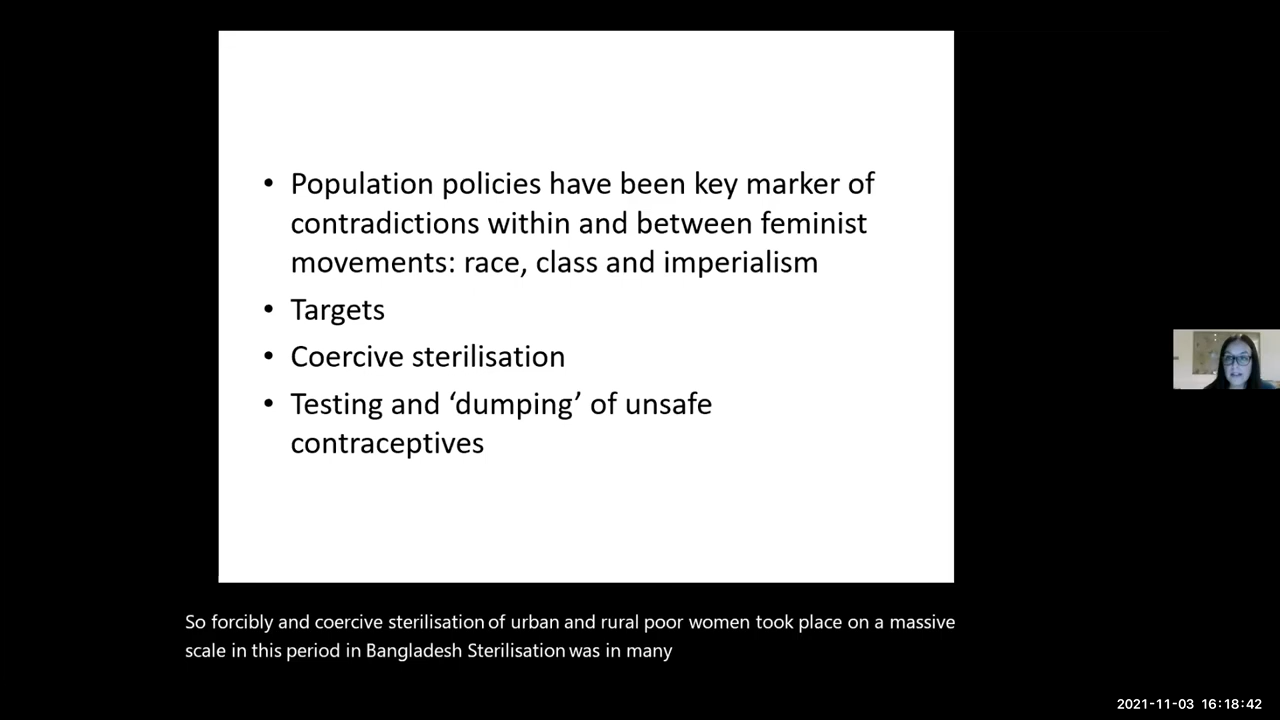 • Population policies have been key marker of
contradictions within and between feminist
movements: race, class and imperialism
• Targets
• Coercive sterilisation
• Testing and ‘dumping’ of unsafe
contraceptives
So forcibly and coercive sterilisation of urban and rural poor women took place on a massive
scale in this period in Bangladesh Sterilisation was in many
2021-11-03 16:18:42